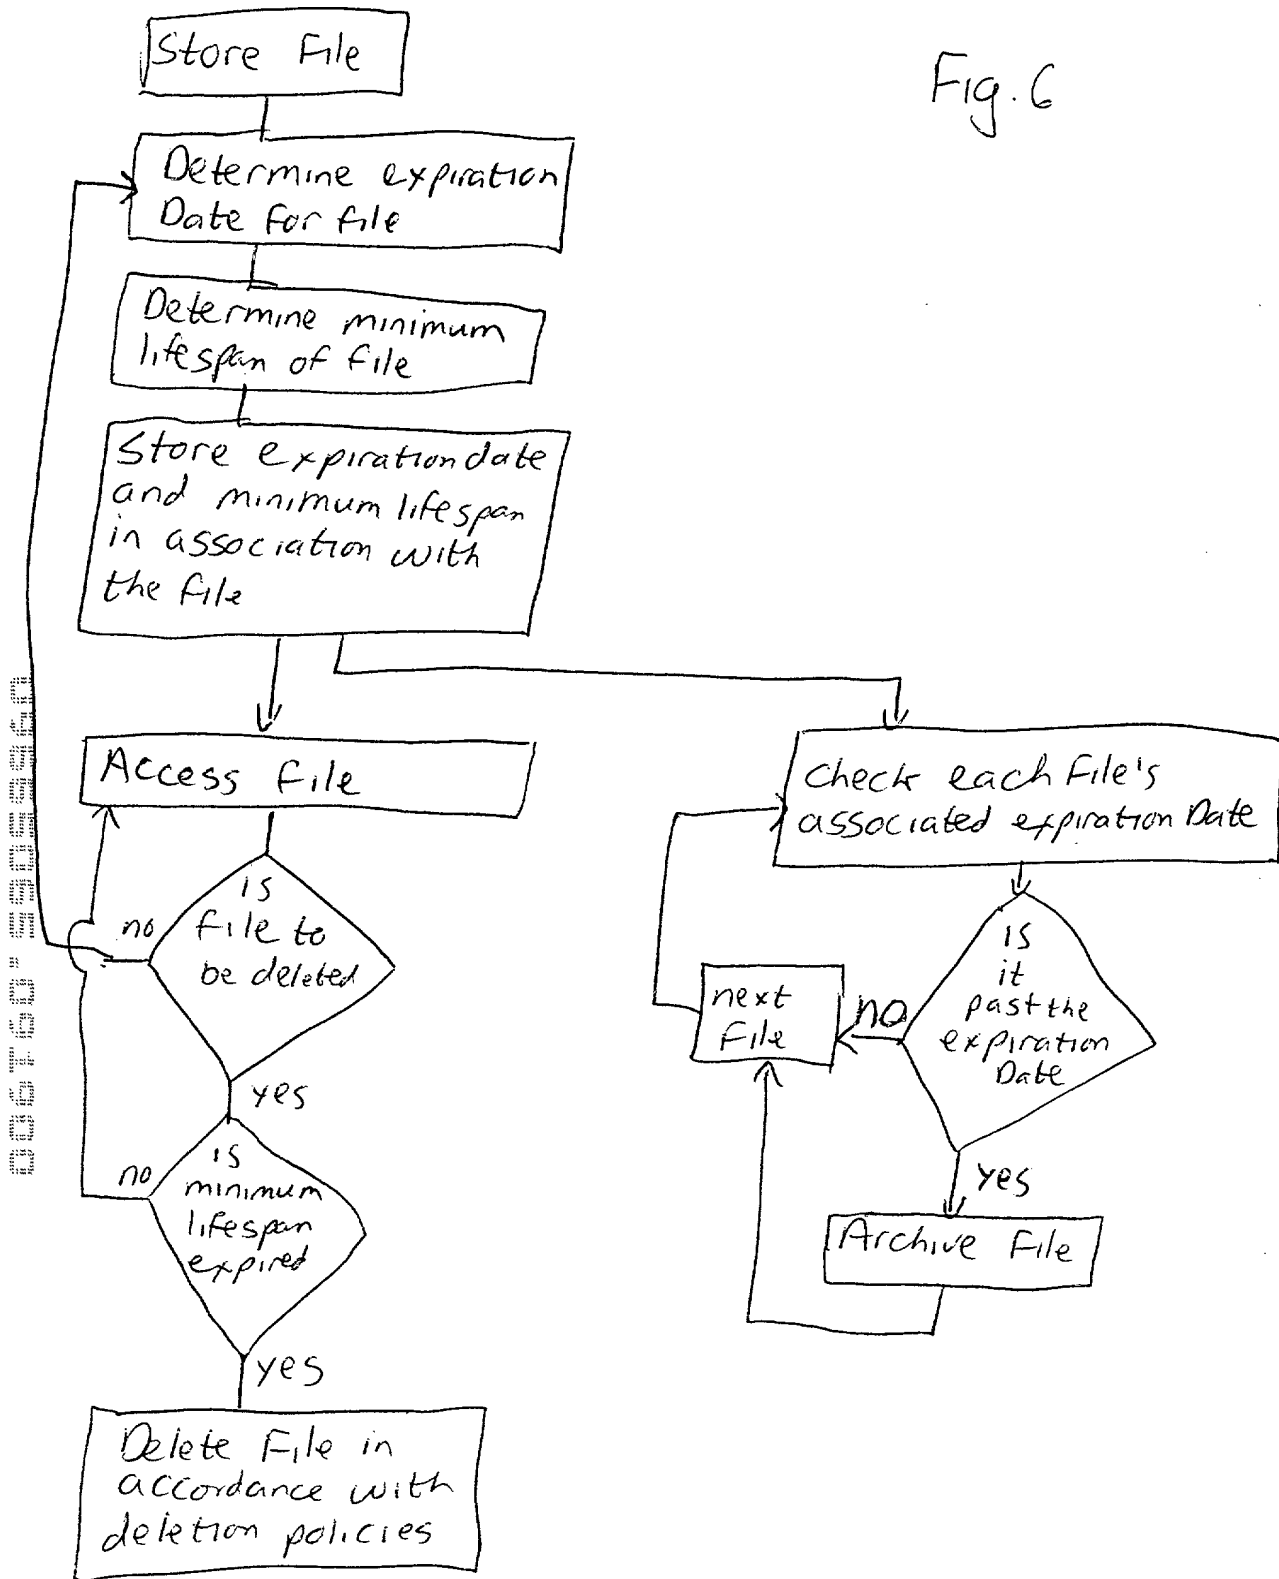 Fig. 6
Store File
Determine expiration
Date for file
Determine minimum
lifespan of file
Store expiration date
and minimum lifespan
in association with
the file
Access File
is
file to
be deleted
no
yes
is
minimum
lifespan
expired
no
yes
Delete File in
accordance with
deletion policies
check each file's
associated expiration Date
is
it
past the
expiration
Date
no
next
File
yes
Archive File